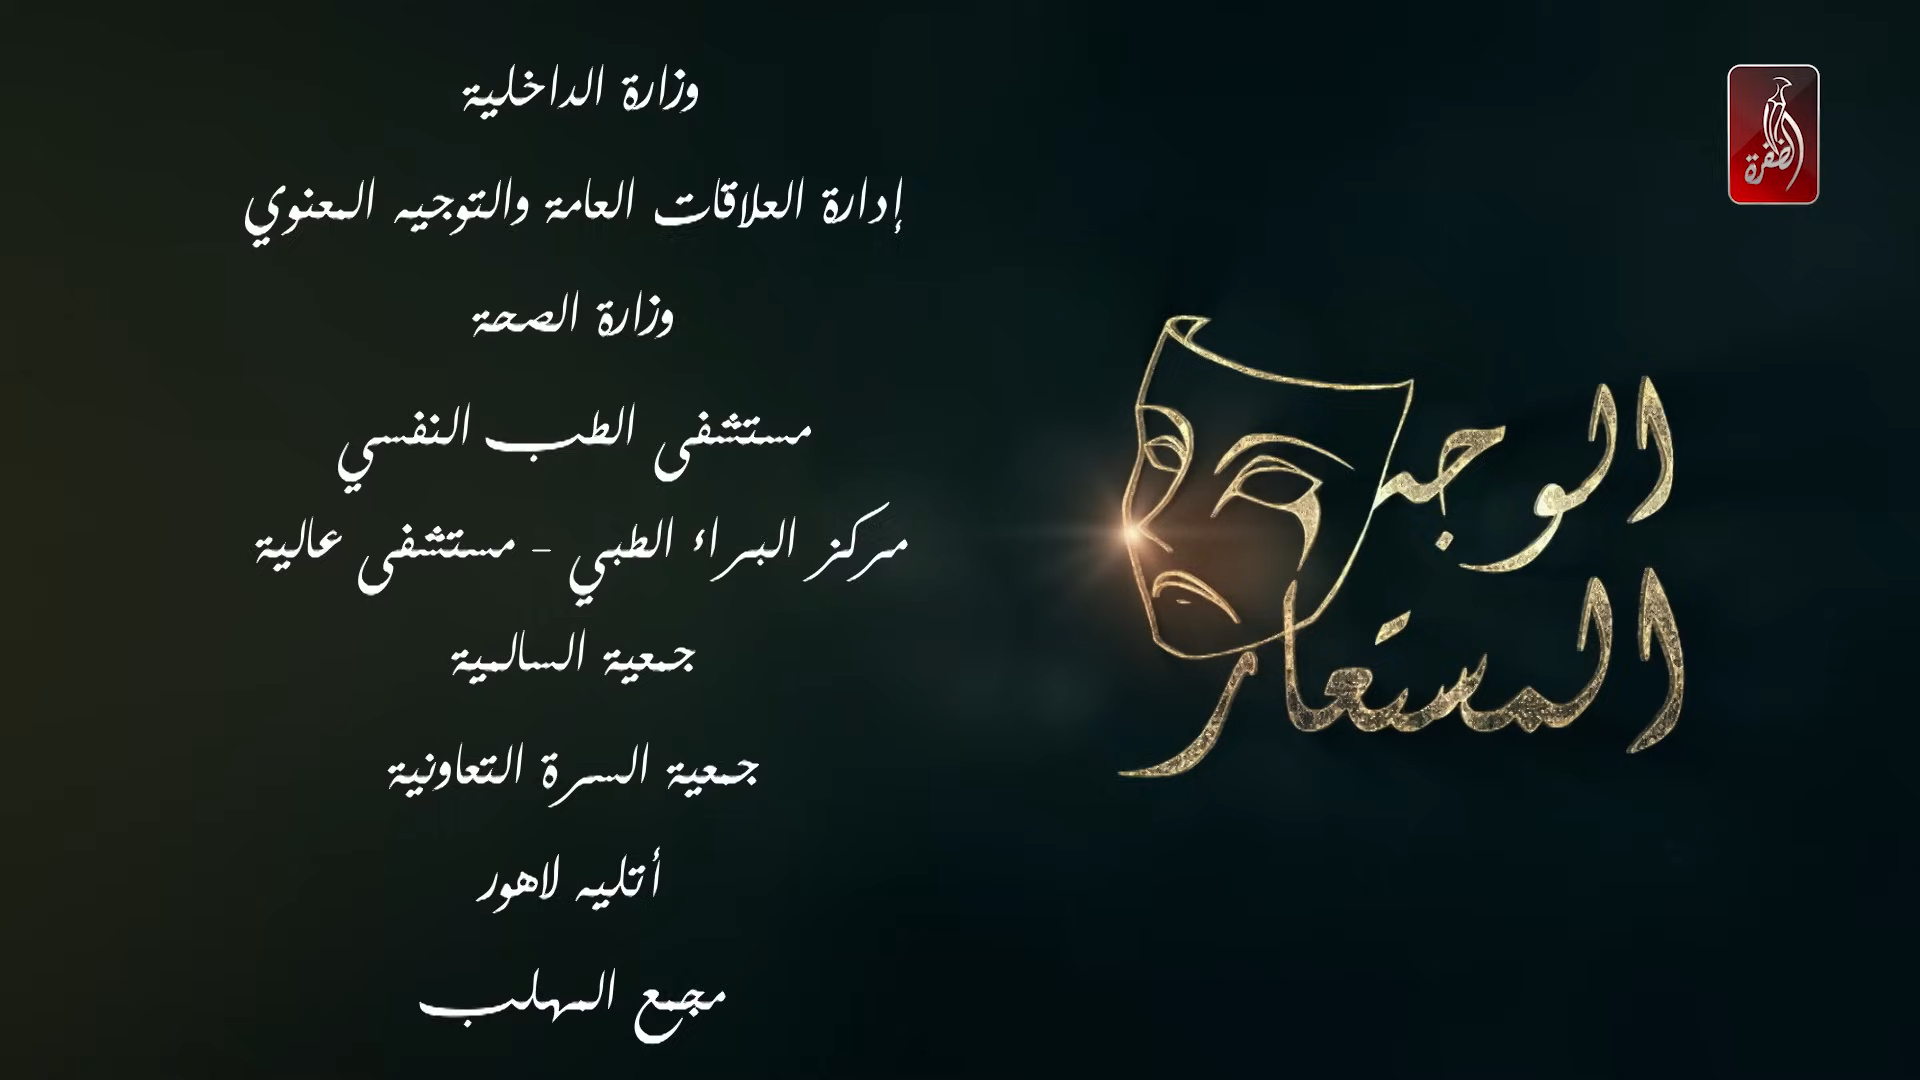 وزارة الداخلية
إدارة العلاقات العامة والتوجيه المعنوي
وزارة الصحة
مستشفى الطب النفسي
مركز البراء الطبي - مستشفى عالية
جمعية السالمية
جمعية السرة التعاونية
أتليه لاهور
مجمع المهلب
الوجه
المستعار
الظفرة